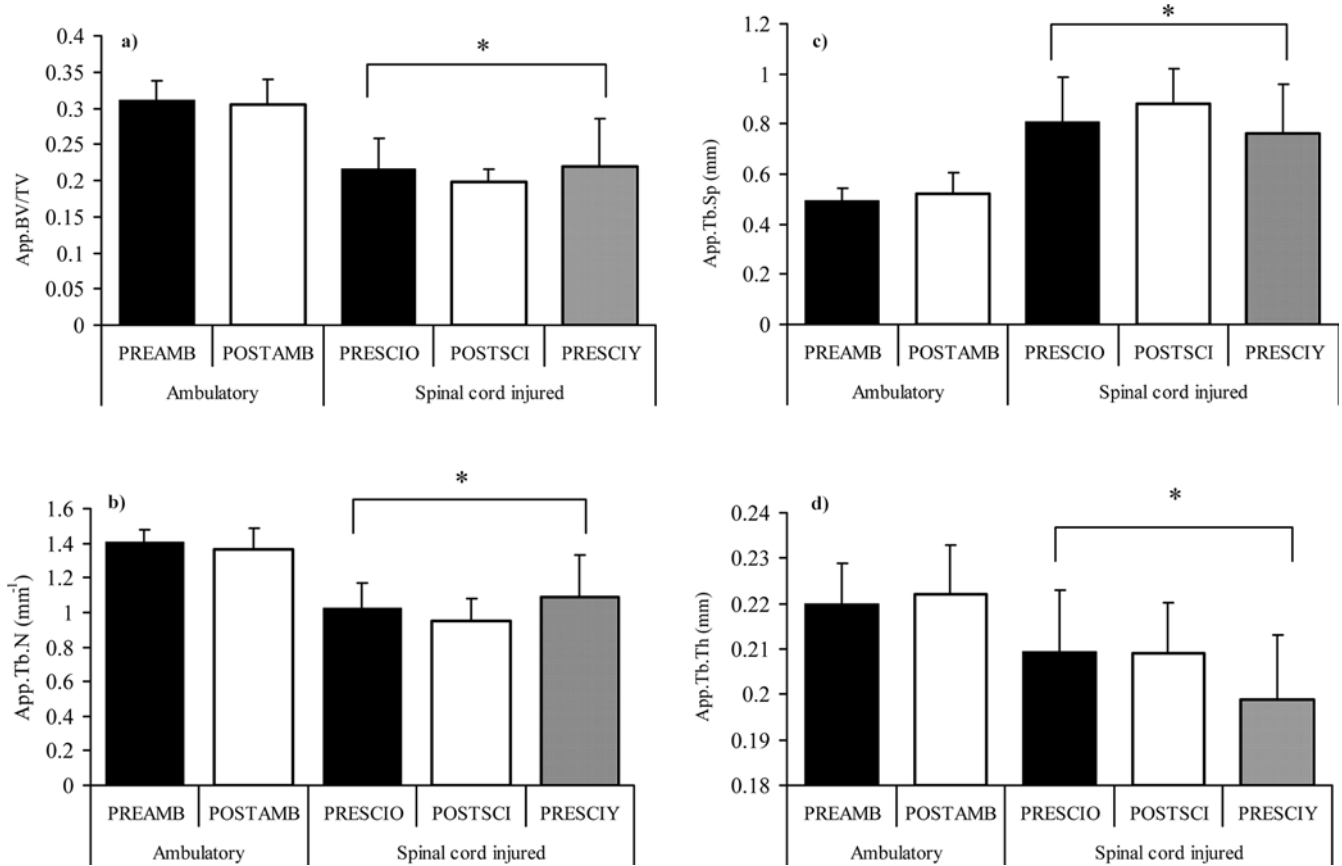 a)
*
App.BV/TV
0.4
0.35
0.3
0.25
0.2
0.15
0.1
0.05
0
PREAMB POSTAMB PRESCIO POSTSCI PRESCIY
Ambulatory Spinal cord injured
c)
*
App.Tb.Sp (mm)
1.2
1
0.8
0.6
0.4
0.2
0
PREAMB POSTAMB PRESCIO POSTSCI PRESCIY
Ambulatory Spinal cord injured
b)
*
App.Tb.N (mm¹)
1.6
1.4
1.2
1
0.8
0.6
0.4
0.2
0
PREAMB POSTAMB PRESCIO POSTSCI PRESCIY
Ambulatory Spinal cord injured
d)
*
App.Tb.Th (mm)
0.24
0.23
0.22
0.21
0.2
0.19
0.18
PREAMB POSTAMB PRESCIO POSTSCI PRESCIY
Ambulatory Spinal cord injured